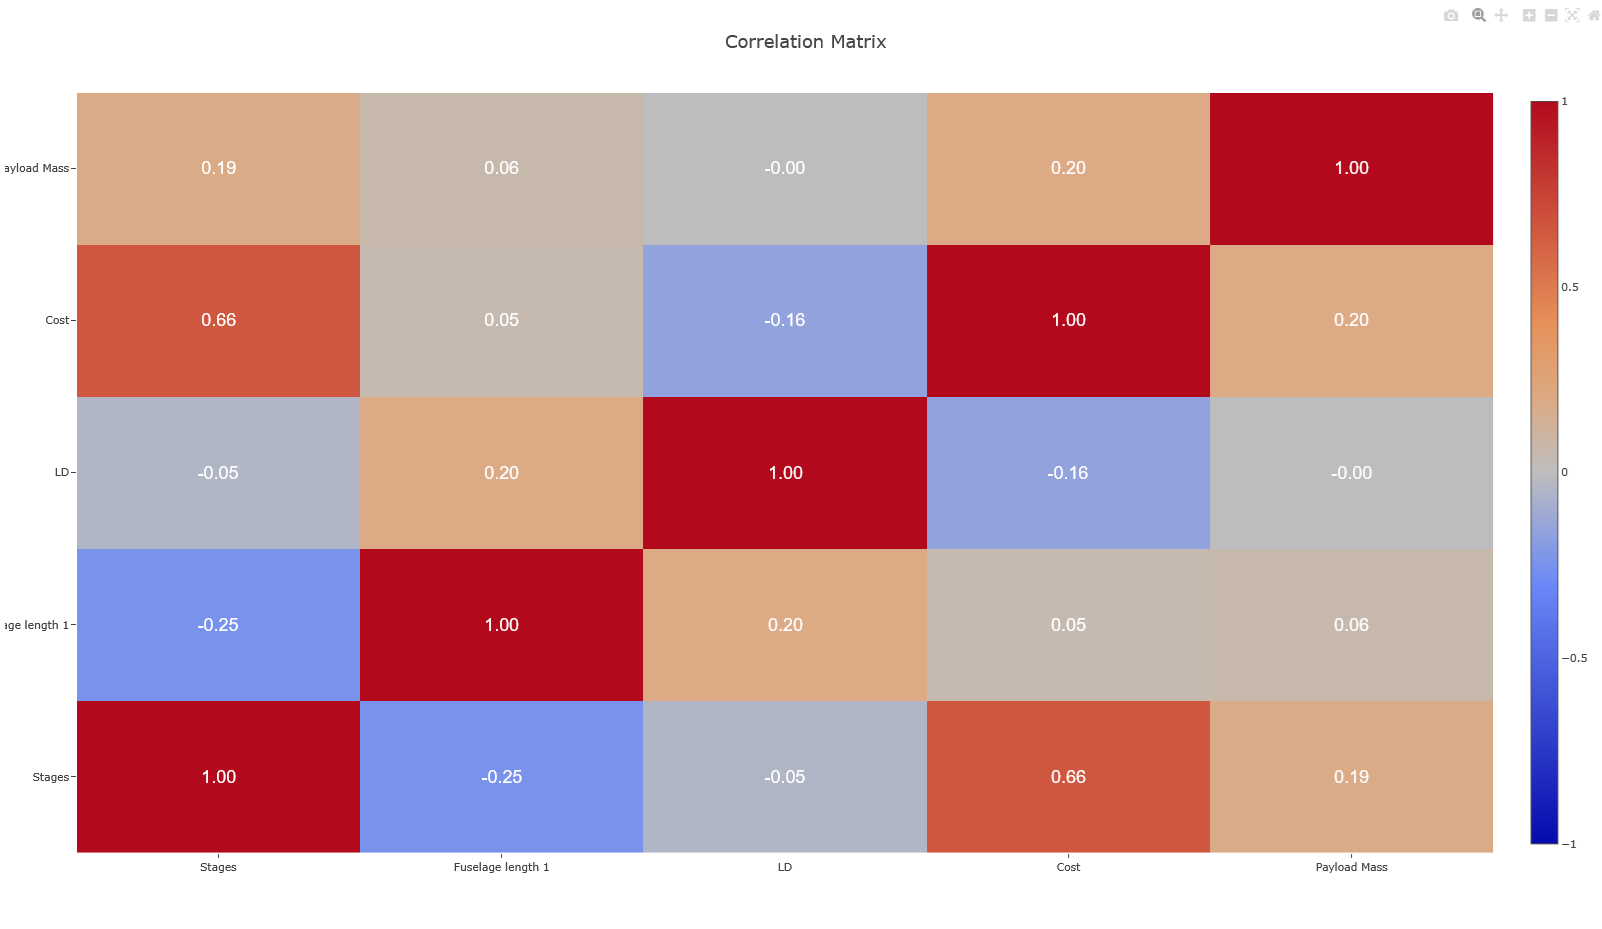 Correlation Matrix
ayload Mass
0.19 0.06 -0.00 0.20 1.00
Cost
0.66 0.05 -0.16 1.00 0.20
LD
-0.05 0.20 1.00 -0.16 -0.00
age length 1
-0.25 1.00 0.20 0.05 0.06
Stages
1.00 -0.25 -0.05 0.66 0.19
Stages Fuselage length 1 LD Cost Payload Mass
1
0.5
0
−0.5
−1